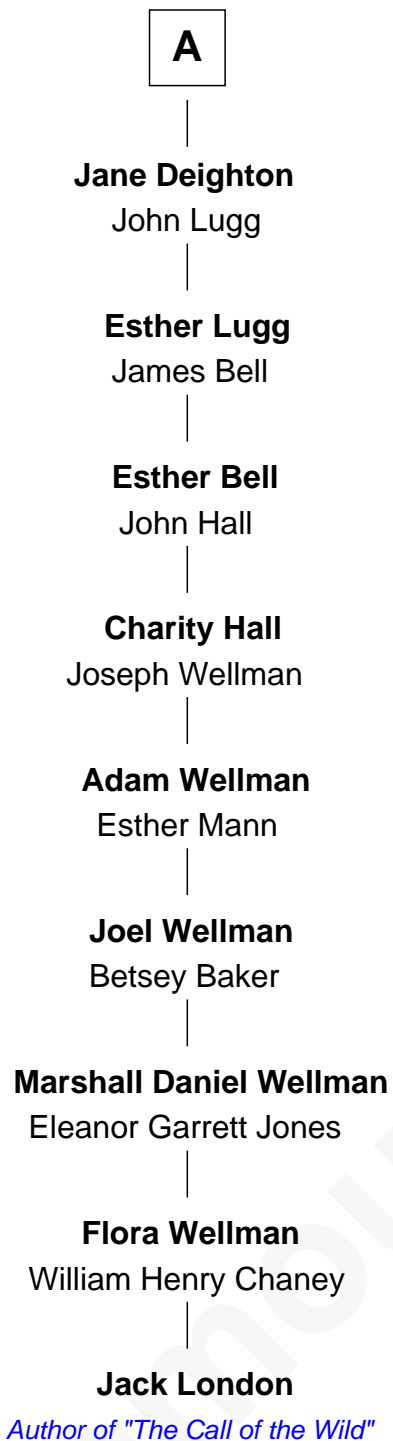 A
Jane Deighton
John Lugg
Esther Lugg
James Bell
Esther Bell
John Hall
Charity Hall
Joseph Wellman
Adam Wellman
Esther Mann
Joel Wellman
Betsey Baker
Marshall Daniel Wellman
Eleanor Garrett Jones
Flora Wellman
William Henry Chaney
Jack London
Author of "The Call of the Wild"